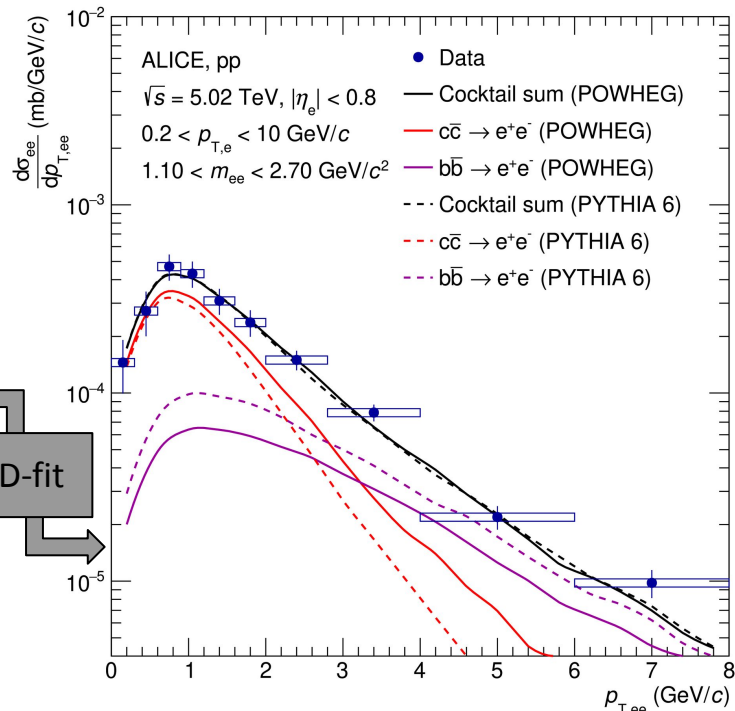 10⁻²
10⁻³
10⁻⁴
10⁻⁵
dσₑₑ / dp_T,ee (mb/GeV/c)
ALICE, pp
√s = 5.02 TeV, |ηₑ| < 0.8
0.2 < p_T,e < 10 GeV/c
1.10 < mₑₑ < 2.70 GeV/c²
Data
Cocktail sum (POWHEG)
cc̄ → e⁺e⁻ (POWHEG)
bb̄ → e⁺e⁻ (POWHEG)
Cocktail sum (PYTHIA 6)
cc̄ → e⁺e⁻ (PYTHIA 6)
bb̄ → e⁺e⁻ (PYTHIA 6)
D-fit
0 1 2 3 4 5 6 7 8
p_T,ee (GeV/c)